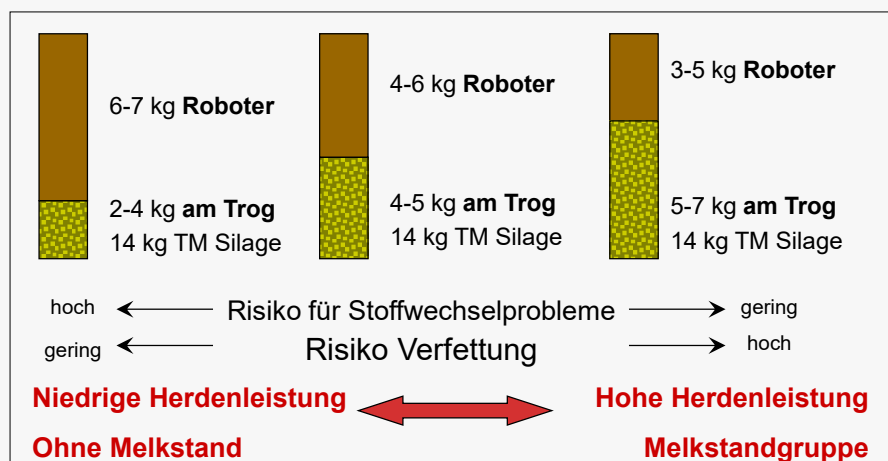 6-7 kg Roboter
2-4 kg am Trog
14 kg TM Silage
4-6 kg Roboter
4-5 kg am Trog
14 kg TM Silage
3-5 kg Roboter
5-7 kg am Trog
14 kg TM Silage
hoch Risiko für Stoffwechselprobleme gering
gering Risiko Verfettung hoch
Niedrige Herdenleistung Hohe Herdenleistung
Ohne Melkstand Melkstandgruppe